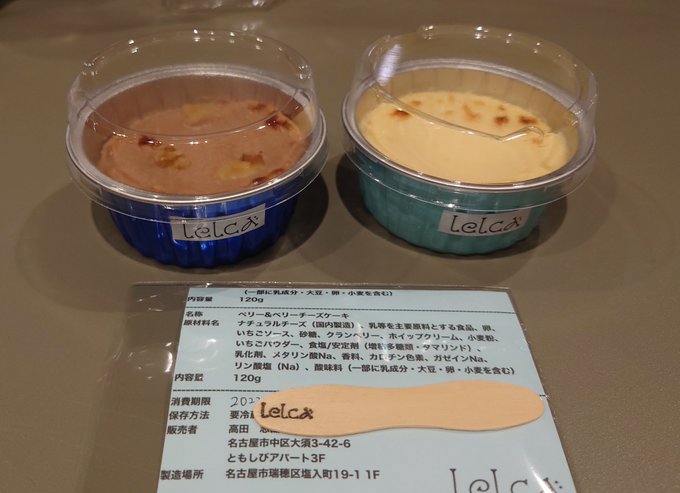 LeLCa
LeLCa
(一部に乳成分・大豆・卵・小麦を含む)
内容量 120g
名称 ベリー&ベリーチーズケーキ
原材料名 ナチュラルチーズ(国内製造)、乳等を主要原料とする食品、卵、
いちごソース、砂糖、クランベリー、ホイップクリーム、小麦粉、
いちごパウダー、食塩/安定剤(増粘多糖類・タマリンド)、
乳化剤、メタリン酸Na、香料、カロチン色素、ガゼインNa、
リン酸塩(Na)、酸味料(一部に乳成分・大豆・卵・小麦を含む)
内容量 120g
消費期限
保存方法 要冷
販売者 高田
名古屋市中区大須3-42-6
ともしびアパート3F
製造場所 名古屋市瑞穂区塩入町19-1 1F
LeLCa
LeLCa